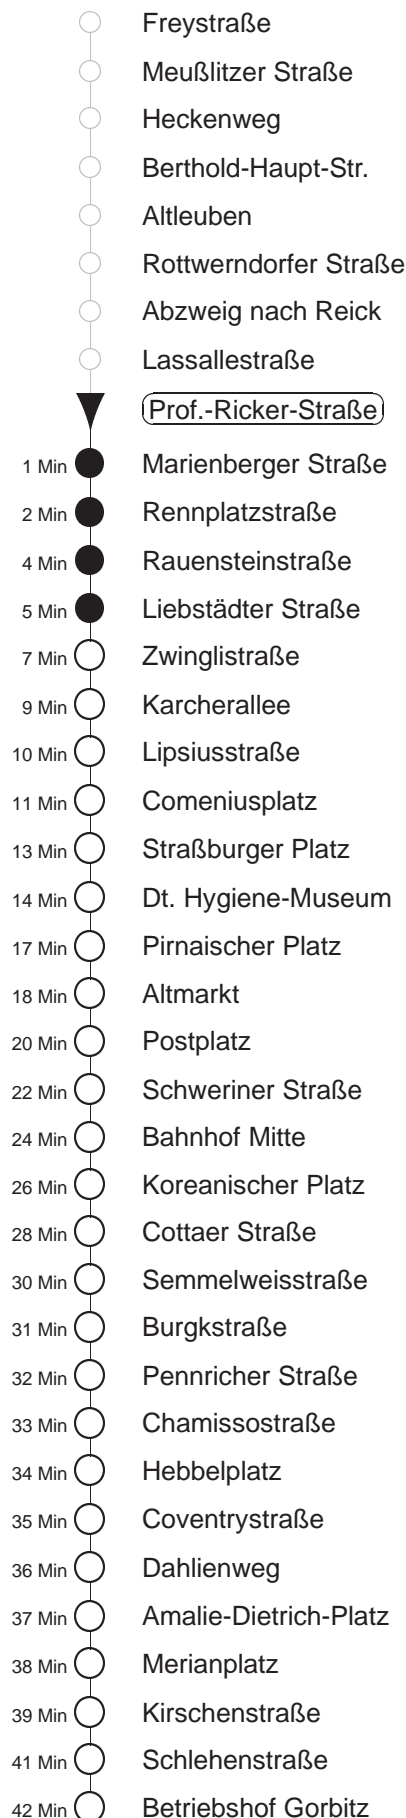 Freystraße
Meußlitzer Straße
Heckenweg
Berthold-Haupt-Str.
Altleuben
Rottwerndorfer Straße
Abzweig nach Reick
Lassallestraße
Prof.-Ricker-Straße
1 Min Marienberger Straße
2 Min Rennplatzstraße
4 Min Rauensteinstraße
5 Min Liebstädter Straße
7 Min Zwinglistraße
9 Min Karcherallee
10 Min Lipsiusstraße
11 Min Comeniusplatz
13 Min Straßburger Platz
14 Min Dt. Hygiene-Museum
17 Min Pirnaischer Platz
18 Min Altmarkt
20 Min Postplatz
22 Min Schweriner Straße
24 Min Bahnhof Mitte
26 Min Koreanischer Platz
28 Min Cottaer Straße
30 Min Semmelweisstraße
31 Min Burgkstraße
32 Min Pennricher Straße
33 Min Chamissostraße
34 Min Hebbelplatz
35 Min Coventrystraße
36 Min Dahlienweg
37 Min Amalie-Dietrich-Platz
38 Min Merianplatz
39 Min Kirschenstraße
41 Min Schlehenstraße
42 Min Betriebshof Gorbitz